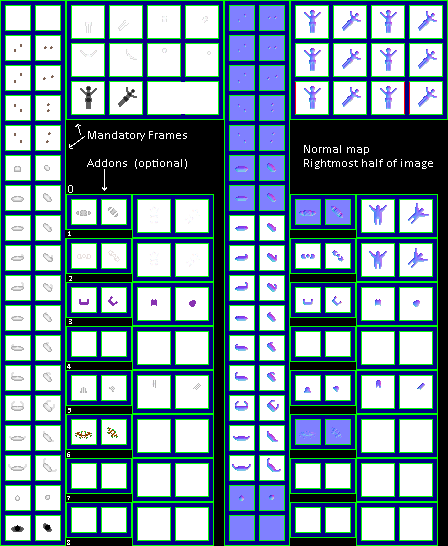 Mandatory Frames
Addons (optional)
Normal map
Rightmost half of image
0
1
2
3
4
5
6
7
8